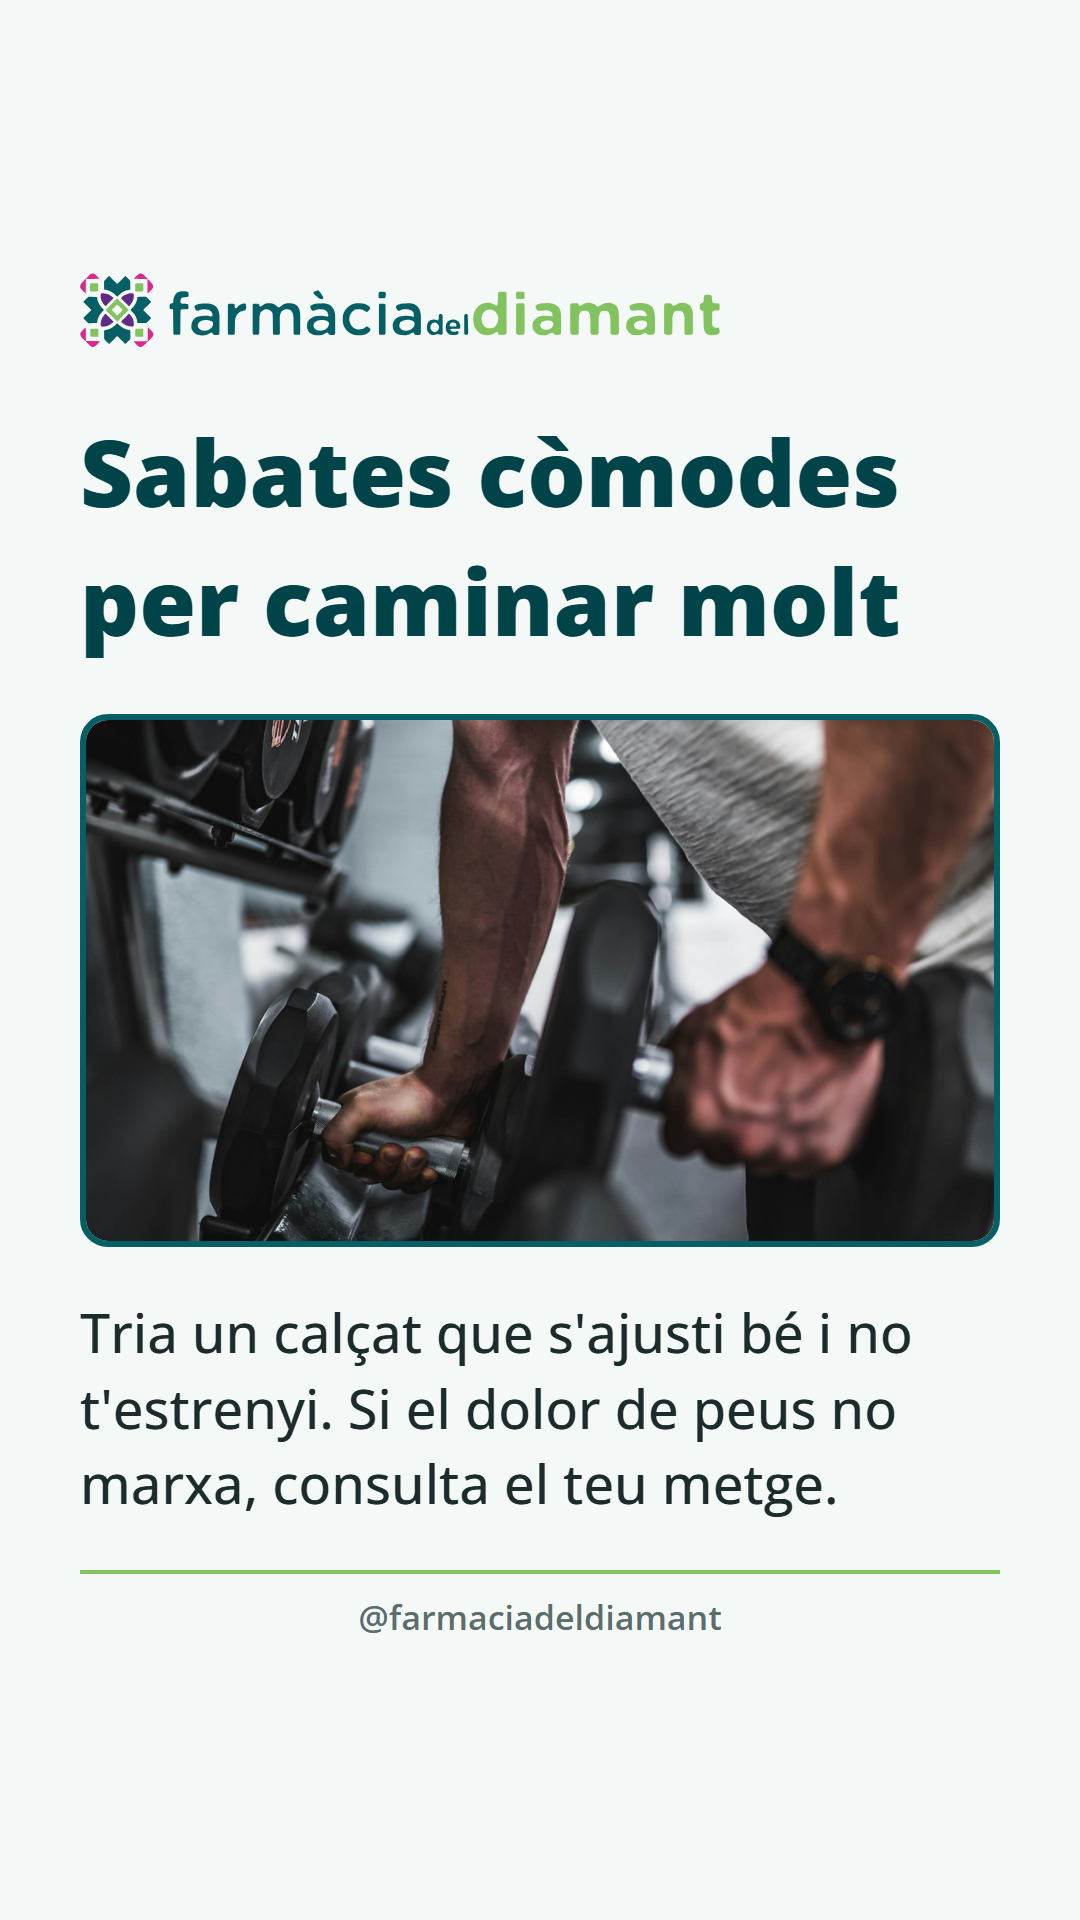 farmàciadeldiamant
Sabates còmodes
per caminar molt
Tria un calçat que s'ajusti bé i no
t'estrenyi. Si el dolor de peus no
marxa, consulta el teu metge.
@farmaciadeldiamant